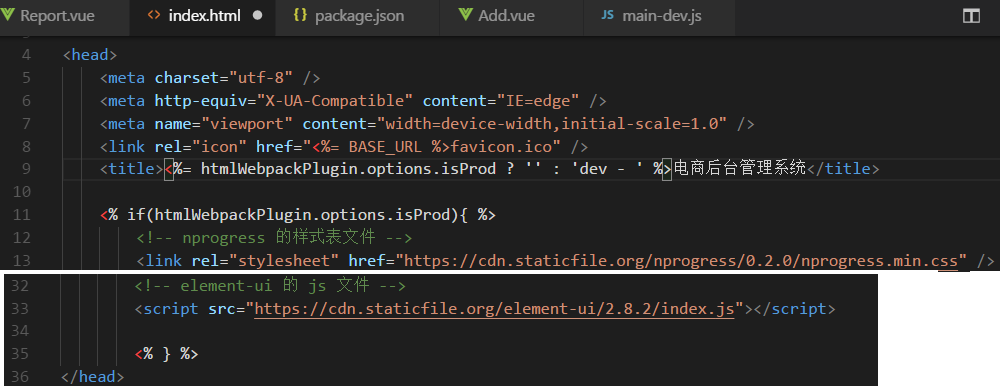 Report.vue index.html package.json Add.vue JS main-dev.js
4 <head>
5 <meta charset="utf-8" />
6 <meta http-equiv="X-UA-Compatible" content="IE=edge" />
7 <meta name="viewport" content="width=device-width,initial-scale=1.0" />
8 <link rel="icon" href="<%= BASE_URL %>favicon.ico" />
9 <title><%= htmlWebpackPlugin.options.isProd ? '' : 'dev - ' %>电商后台管理系统</title>
10
11 <% if(htmlWebpackPlugin.options.isProd){ %>
12 <!-- nprogress 的样式表文件 -->
13 <link rel="stylesheet" href="https://cdn.staticfile.org/nprogress/0.2.0/nprogress.min.css" />
32 <!-- element-ui 的 js 文件 -->
33 <script src="https://cdn.staticfile.org/element-ui/2.8.2/index.js"></script>
34
35 <% } %>
36 </head>